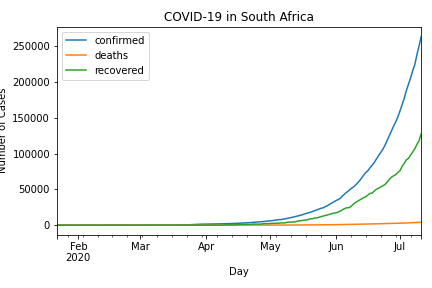 COVID-19 in South Africa
confirmed
deaths
recovered
250000
200000
150000
100000
50000
0
Number of Cases
Feb
2020
Mar
Apr
May
Jun
Jul
Day